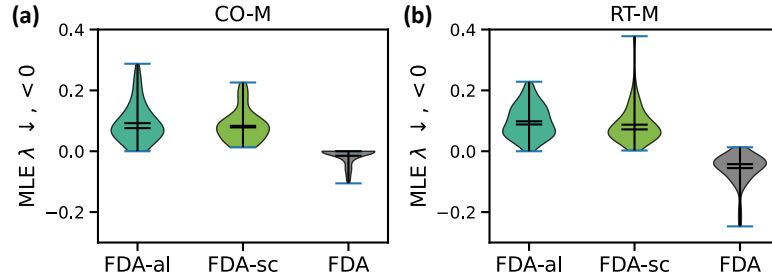 (a)
CO-M
MLE λ ↓, <0
0.4
0.2
0.0
−0.2
FDA-al FDA-sc FDA
(b)
RT-M
MLE λ ↓, <0
0.4
0.2
0.0
−0.2
FDA-al FDA-sc FDA